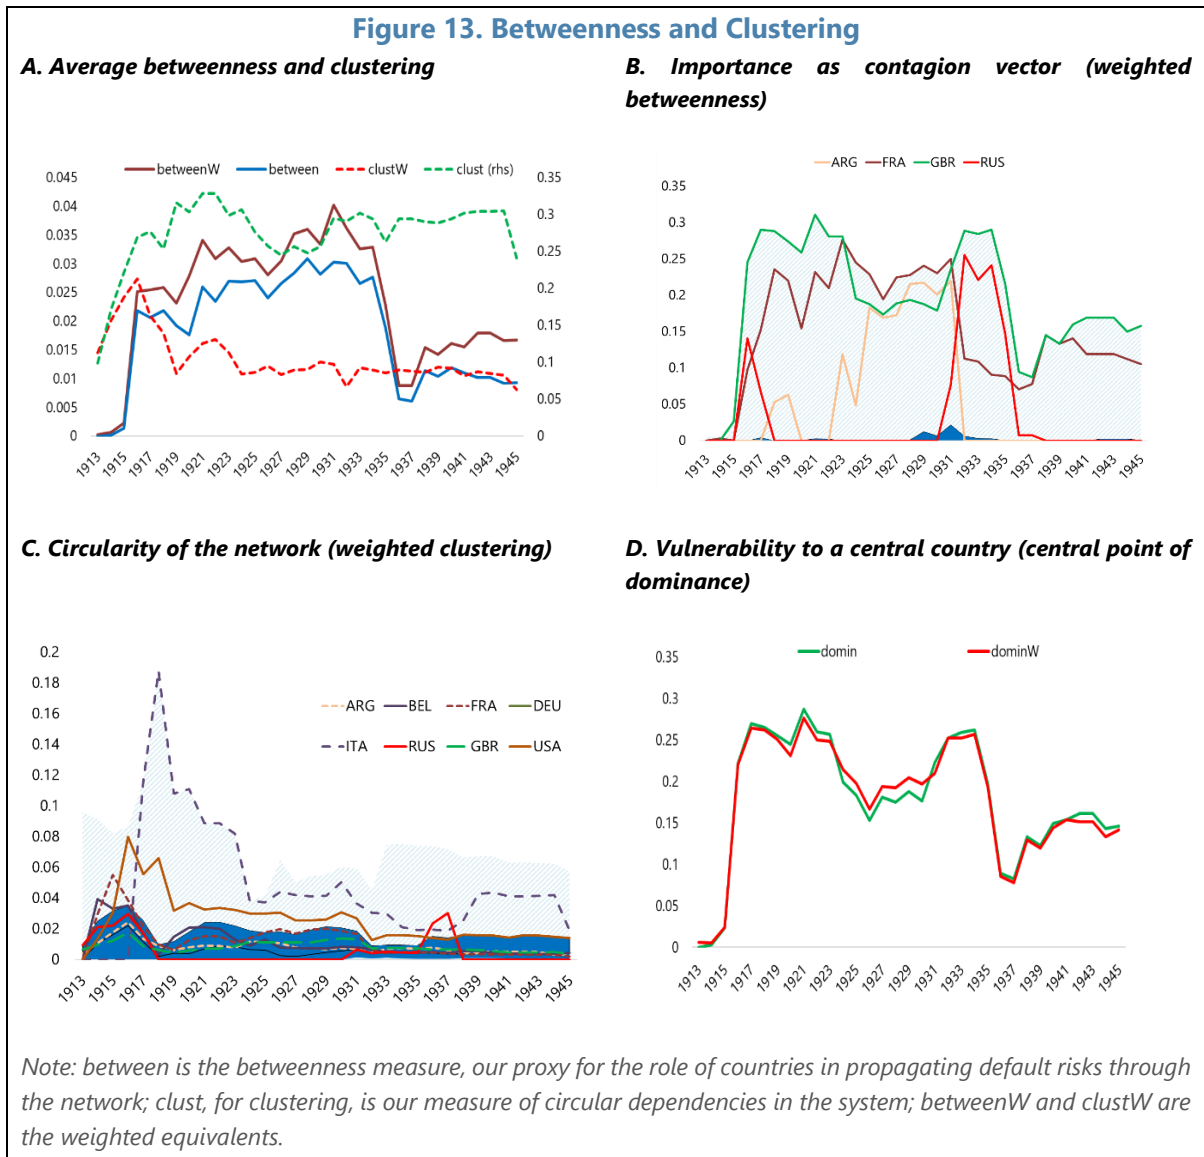 Figure 13. Betweenness and Clustering
A. Average betweenness and clustering
B. Importance as contagion vector (weighted
betweenness)
betweenW between clustW clust (rhs)
0.045
0.04
0.035
0.03
0.025
0.02
0.015
0.01
0.005
0
0.35
0.3
0.25
0.2
0.15
0.1
0.05
0
1913 1915 1917 1919 1921 1923 1925 1927 1929 1931 1933 1935 1937 1939 1941 1943 1945
ARG FRA GBR RUS
0.35
0.3
0.25
0.2
0.15
0.1
0.05
0
1913 1915 1917 1919 1921 1923 1925 1927 1929 1931 1933 1935 1937 1939 1941 1943 1945
C. Circularity of the network (weighted clustering)
D. Vulnerability to a central country (central point of
dominance)
0.2
0.18
0.16
0.14
0.12
0.1
0.08
0.06
0.04
0.02
0
ARG BEL FRA DEU
ITA RUS GBR USA
1913 1915 1917 1919 1921 1923 1925 1927 1929 1931 1933 1935 1937 1939 1941 1943 1945
domin dominW
0.35
0.3
0.25
0.2
0.15
0.1
0.05
0
1913 1915 1917 1919 1921 1923 1925 1927 1929 1931 1933 1935 1937 1939 1941 1943 1945
Note: between is the betweenness measure, our proxy for the role of countries in propagating default risks through
the network; clust, for clustering, is our measure of circular dependencies in the system; betweenW and clustW are
the weighted equivalents.